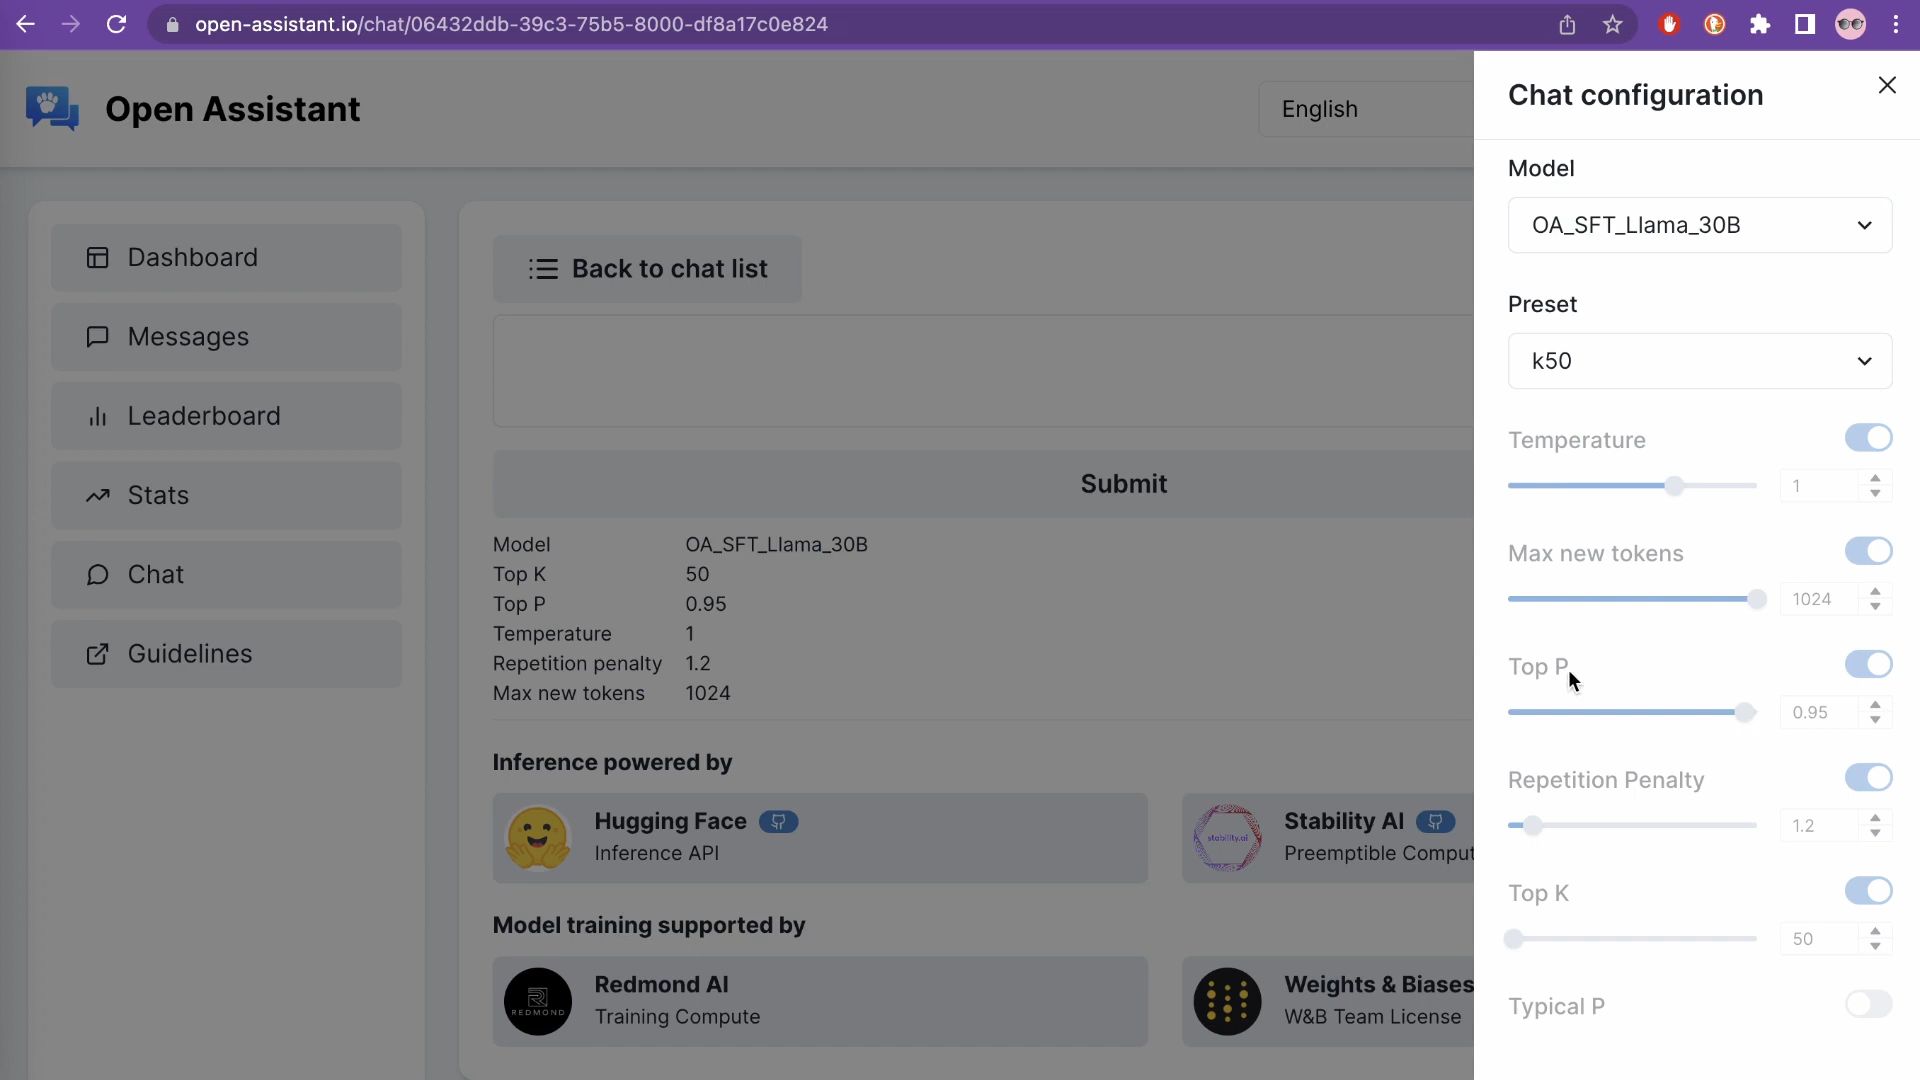 open-assistant.io/chat/06432ddb-39c3-75b5-8000-df8a17c0e824
Open Assistant
English
Dashboard
Messages
Leaderboard
Stats
Chat
Guidelines
Back to chat list
Submit
Model OA_SFT_Llama_30B
Top K 50
Top P 0.95
Temperature 1
Repetition penalty 1.2
Max new tokens 1024
Inference powered by
Hugging Face
Inference API
stability.ai
Stability AI
Preemptible Comput
Model training supported by
REDMOND
Redmond AI
Training Compute
Weights & Biases
W&B Team License
Chat configuration
Model
OA_SFT_Llama_30B
Preset
k50
Temperature
1
Max new tokens
1024
Top P
0.95
Repetition Penalty
1.2
Top K
50
Typical P